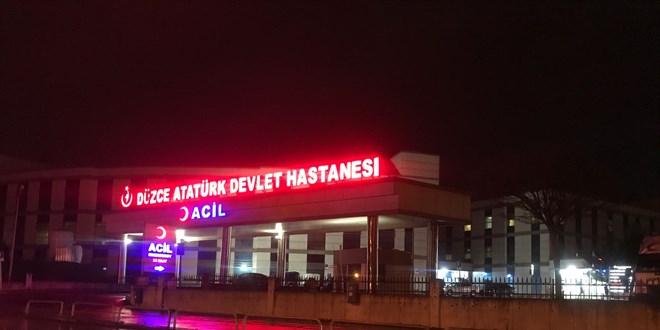 DÜZCE ATATÜRK DEVLET HASTANESİ
ACİL
ACİL